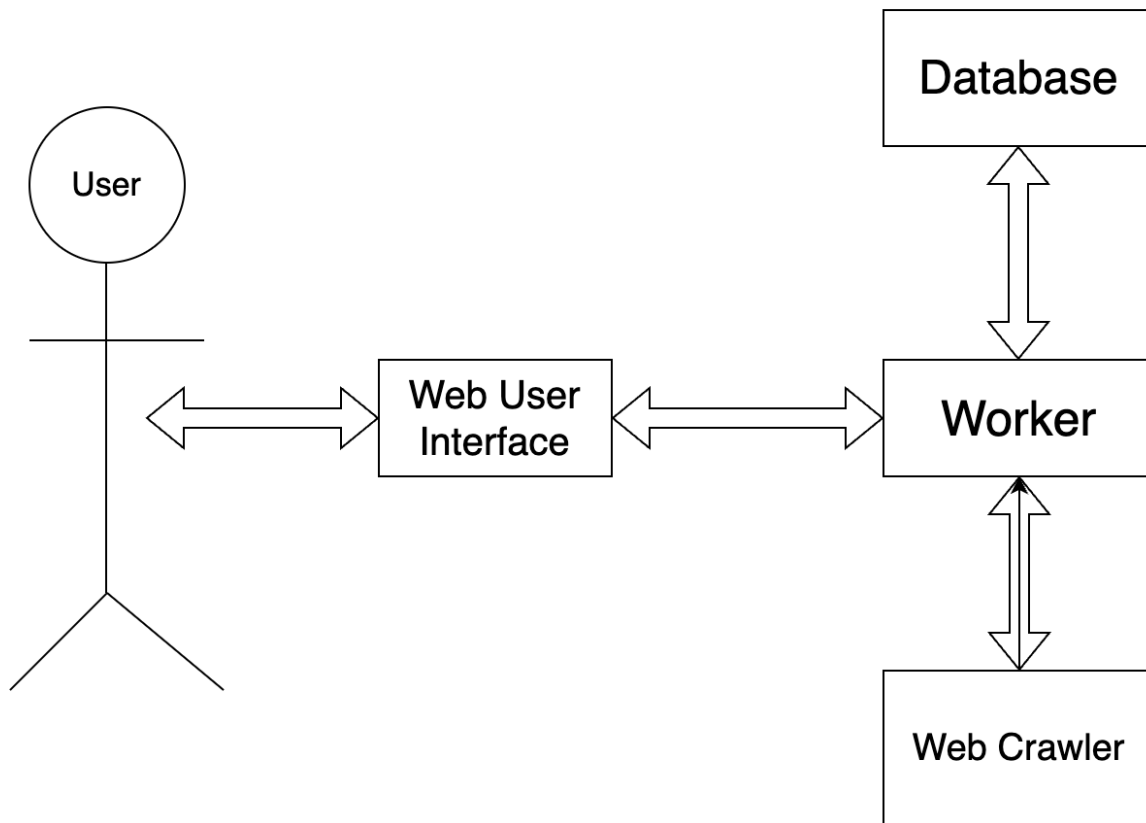 Database
User
Web User
Interface
Worker
Web Crawler